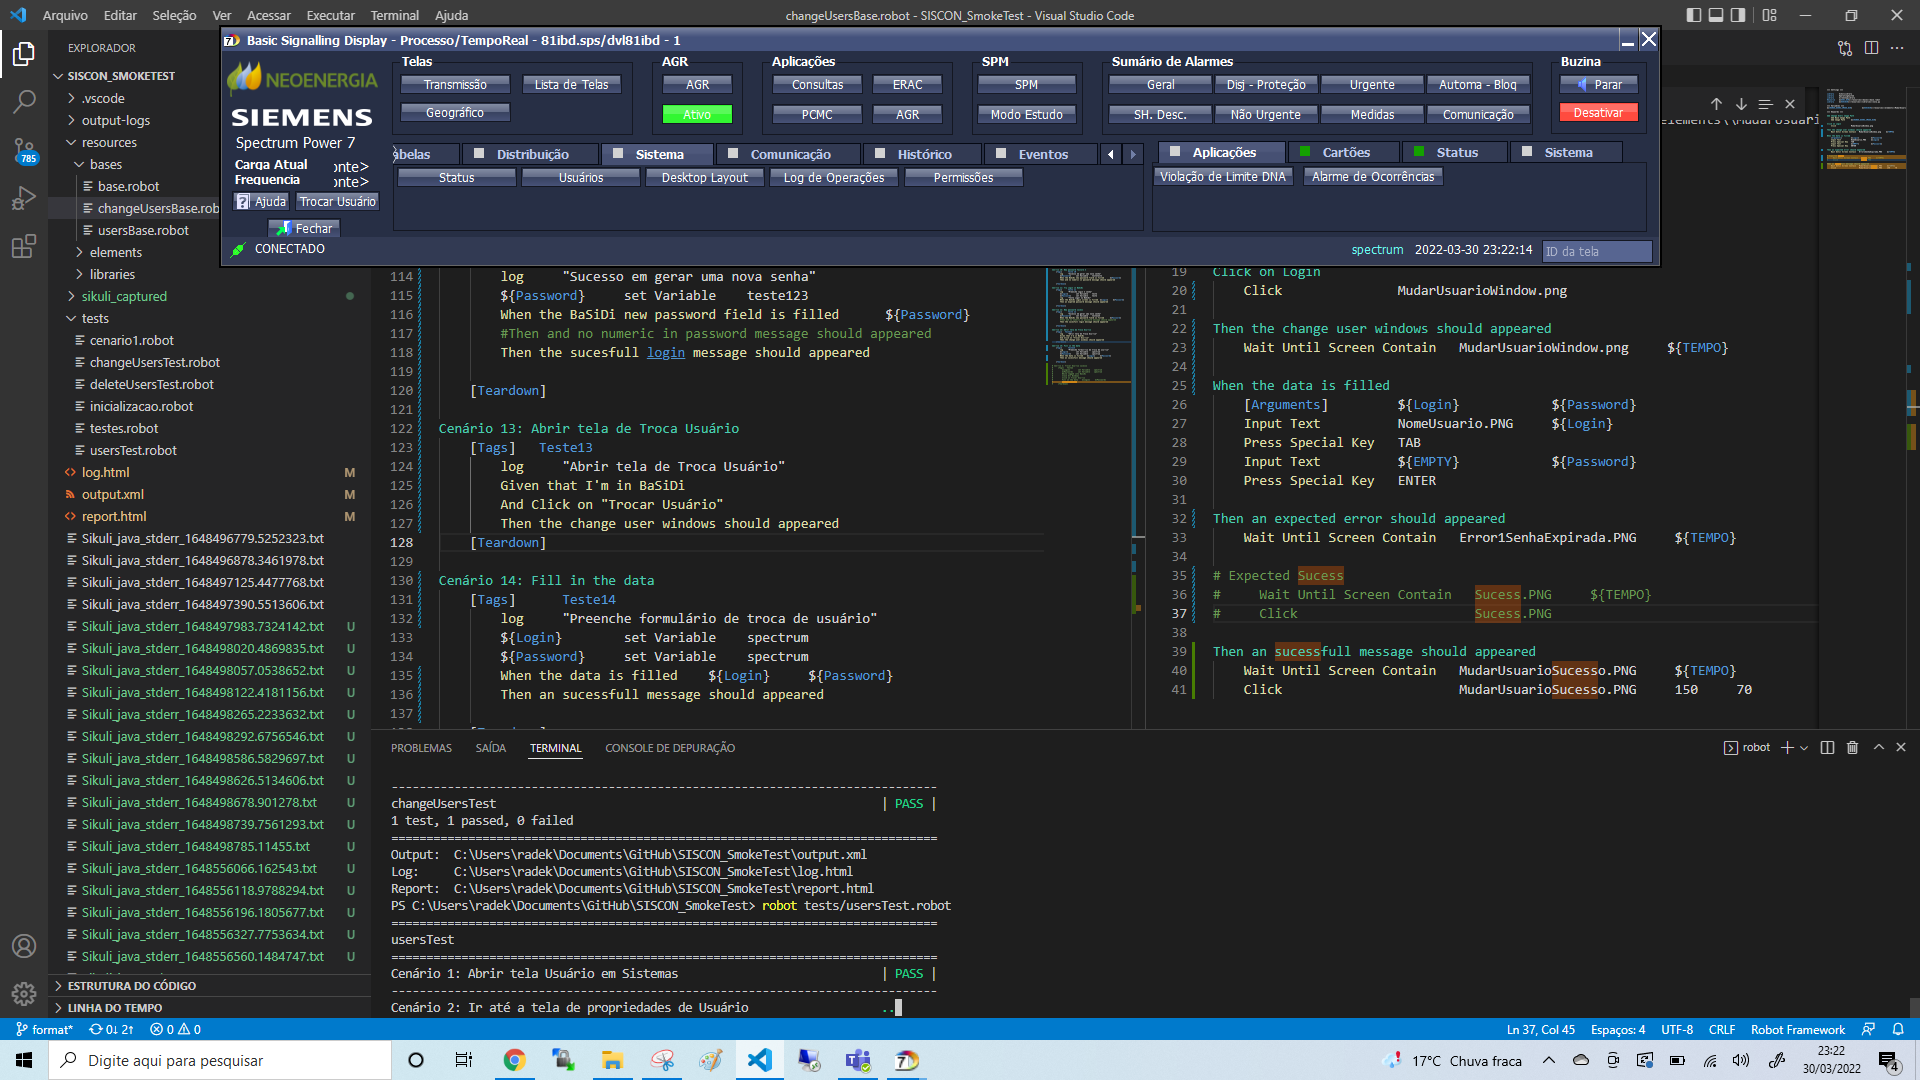 Arquivo Editar Seleção Ver Acessar Executar Terminal Ajuda
changeUsersBase.robot - SISCON_SmokeTest - Visual Studio Code
EXPLORADOR
SISCON_SMOKETEST
.vscode
output-logs
resources
bases
base.robot
changeUsersBase.rob
usersBase.robot
elements
libraries
sikuli_captured
tests
cenario1.robot
changeUsersTest.robot
deleteUsersTest.robot
inicializacao.robot
testes.robot
usersTest.robot
log.html M
output.xml M
report.html M
Sikuli_java_stderr_1648496779.5252323.txt
Sikuli_java_stderr_1648496878.3461978.txt
Sikuli_java_stderr_1648497125.4477768.txt
Sikuli_java_stderr_1648497390.5513606.txt
Sikuli_java_stderr_1648497983.7324142.txt U
Sikuli_java_stderr_1648498020.4869835.txt U
Sikuli_java_stderr_1648498057.0538652.txt U
Sikuli_java_stderr_1648498122.4181156.txt U
Sikuli_java_stderr_1648498265.2233632.txt U
Sikuli_java_stderr_1648498292.6756546.txt U
Sikuli_java_stderr_1648498586.5829697.txt U
Sikuli_java_stderr_1648498626.5134606.txt U
Sikuli_java_stderr_1648498678.901278.txt U
Sikuli_java_stderr_1648498739.7561293.txt U
Sikuli_java_stderr_1648498785.11455.txt U
Sikuli_java_stderr_1648556066.162543.txt U
Sikuli_java_stderr_1648556118.9788294.txt U
Sikuli_java_stderr_1648556196.1805677.txt U
Sikuli_java_stderr_1648556327.7753634.txt U
Sikuli_java_stderr_1648556560.1484747.txt U
ESTRUTURA DO CÓDIGO
LINHA DO TEMPO
785
Basic Signalling Display - Processo/TempoReal - 81ibd.sps/dvl81ibd - 1
NEOENERGIA
SIEMENS
Spectrum Power 7
Carga Atual onte>
Frequencia onte>
Ajuda Trocar Usuário
Fechar
CONECTADO
Telas
Transmissão Lista de Telas
Geográfico
AGR
AGR
Ativo
Aplicações
Consultas ERAC
PCMC AGR
SPM
SPM
Modo Estudo
Sumário de Alarmes
Geral Disj - Proteção Urgente Automa - Bloq
SH. Desc. Não Urgente Medidas Comunicação
Buzina
Parar
Desativar
abelas Distribuição Sistema Comunicação Histórico Eventos
Status Usuários Desktop Layout Log de Operações Permissões
Aplicações Cartões Status Sistema
Violação de Limite DNA Alarme de Ocorrências
spectrum 2022-03-30 23:22:14 ID da tela
114 log "Sucesso em gerar uma nova senha"
115 ${Password} set Variable teste123
116 When the BaSiDi new password field is filled ${Password}
117 #Then and no numeric in password message should appeared
118 Then the sucesfull login message should appeared
119
120 [Teardown]
121
122 Cenário 13: Abrir tela de Troca Usuário
123 [Tags] Teste13
124 log "Abrir tela de Troca Usuário"
125 Given that I'm in BaSiDi
126 And Click on "Trocar Usuário"
127 Then the change user windows should appeared
128 [Teardown]
129
130 Cenário 14: Fill in the data
131 [Tags] Teste14
132 log "Preenche formulário de troca de usuário"
133 ${Login} set Variable spectrum
134 ${Password} set Variable spectrum
135 When the data is filled ${Login} ${Password}
136 Then an sucessfull message should appeared
137
19 Click on Login
20 Click MudarUsuarioWindow.png
21
22 Then the change user windows should appeared
23 Wait Until Screen Contain MudarUsuarioWindow.png ${TEMPO}
24
25 When the data is filled
26 [Arguments] ${Login} ${Password}
27 Input Text NomeUsuario.PNG ${Login}
28 Press Special Key TAB
29 Input Text ${EMPTY} ${Password}
30 Press Special Key ENTER
31
32 Then an expected error should appeared
33 Wait Until Screen Contain Error1SenhaExpirada.PNG ${TEMPO}
34
35 # Expected Sucess
36 # Wait Until Screen Contain Sucess.PNG ${TEMPO}
37 # Click Sucess.PNG
38
39 Then an sucessfull message should appeared
40 Wait Until Screen Contain MudarUsuarioSucesso.PNG ${TEMPO}
41 Click MudarUsuarioSucesso.PNG 150 70
PROBLEMAS SAÍDA TERMINAL CONSOLE DE DEPURAÇÃO
robot
------------------------------------------------------------------------------
changeUsersTest | PASS |
1 test, 1 passed, 0 failed
==============================================================================
Output: C:\Users\radek\Documents\GitHub\SISCON_SmokeTest\output.xml
Log: C:\Users\radek\Documents\GitHub\SISCON_SmokeTest\log.html
Report: C:\Users\radek\Documents\GitHub\SISCON_SmokeTest\report.html
PS C:\Users\radek\Documents\GitHub\SISCON_SmokeTest> robot tests/usersTest.robot
==============================================================================
usersTest
==============================================================================
Cenário 1: Abrir tela Usuário em Sistemas | PASS |
------------------------------------------------------------------------------
Cenário 2: Ir até a tela de propriedades de Usuário ..
format* 0↓ 2↑ 0 0
Ln 37, Col 45 Espaços: 4 UTF-8 CRLF Robot Framework
Digite aqui para pesquisar
17°C Chuva fraca
23:22
30/03/2022
4